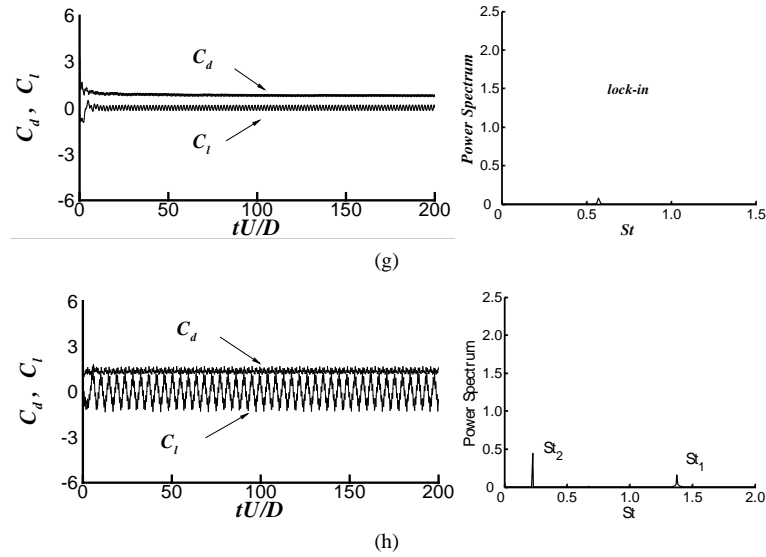 6
3
0
-3
-6
C_d , C_l
C_d
C_l
0 50 100 150 200
tU/D
2.5
2.0
1.5
1.0
0.5
0
Power Spectrum
lock-in
0 0.5 1.0 1.5
St
(g)
6
3
0
-3
-6
C_d , C_l
C_d
C_l
0 50 100 150 200
tU/D
2.5
2.0
1.5
1.0
0.5
0
Power Spectrum
St_2
St_1
0 0.5 1.0 1.5 2.0
St
(h)